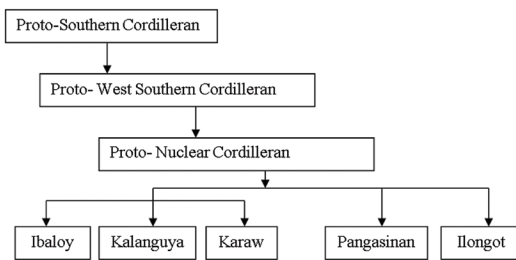 Proto-Southern Cordilleran
Proto- West Southern Cordilleran
Proto- Nuclear Cordilleran
Ibaloy Kalanguya Karaw Pangasinan Ilongot